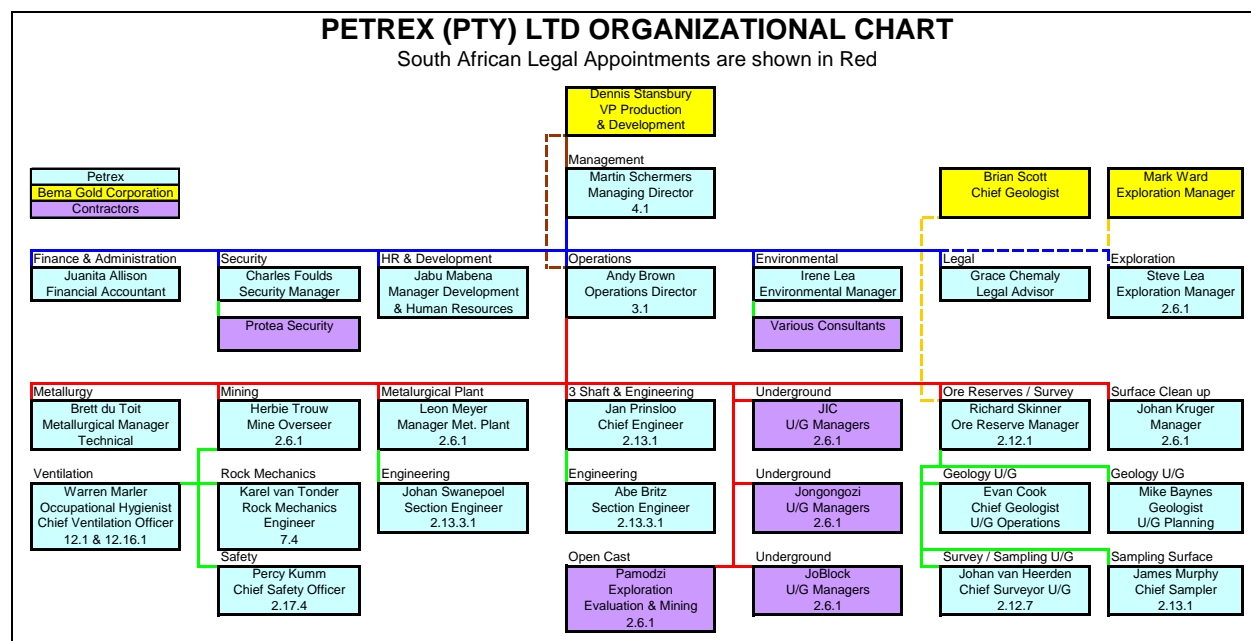 PETREX (PTY) LTD ORGANIZATIONAL CHART
South African Legal Appointments are shown in Red
Dennis Stansbury
VP Production
& Development
Petrex
Bema Gold Corporation
Contractors
Management
Martin Schermers
Managing Director
4.1
Brian Scott
Chief Geologist
Mark Ward
Exploration Manager
Finance & Administration
Juanita Allison
Financial Accountant
Security
Charles Foulds
Security Manager
Protea Security
HR & Development
Jabu Mabena
Manager Development
& Human Resources
Operations
Andy Brown
Operations Director
3.1
Environmental
Irene Lea
Environmental Manager
Various Consultants
Legal
Grace Chemaly
Legal Advisor
Exploration
Steve Lea
Exploration Manager
2.6.1
Metallurgy
Brett du Toit
Metallurgical Manager
Technical
Mining
Herbie Trouw
Mine Overseer
2.6.1
Metalurgical Plant
Leon Meyer
Manager Met. Plant
2.6.1
3 Shaft & Engineering
Jan Prinsloo
Chief Engineer
2.13.1
Underground
JIC
U/G Managers
2.6.1
Ore Reserves / Survey
Richard Skinner
Ore Reserve Manager
2.12.1
Surface Clean up
Johan Kruger
Manager
2.6.1
Ventilation
Warren Marler
Occupational Hygienist
Chief Ventilation Officer
12.1 & 12.16.1
Rock Mechanics
Karel van Tonder
Rock Mechanics
Engineer
7.4
Engineering
Johan Swanepoel
Section Engineer
2.13.3.1
Engineering
Abe Britz
Section Engineer
2.13.3.1
Underground
Jongongozi
U/G Managers
2.6.1
Geology U/G
Evan Cook
Chief Geologist
U/G Operations
Geology U/G
Mike Baynes
Geologist
U/G Planning
Safety
Percy Kumm
Chief Safety Officer
2.17.4
Open Cast
Pamodzi
Exploration
Evaluation & Mining
2.6.1
Underground
JoBlock
U/G Managers
2.6.1
Survey / Sampling U/G
Johan van Heerden
Chief Surveyor U/G
2.12.7
Sampling Surface
James Murphy
Chief Sampler
2.13.1